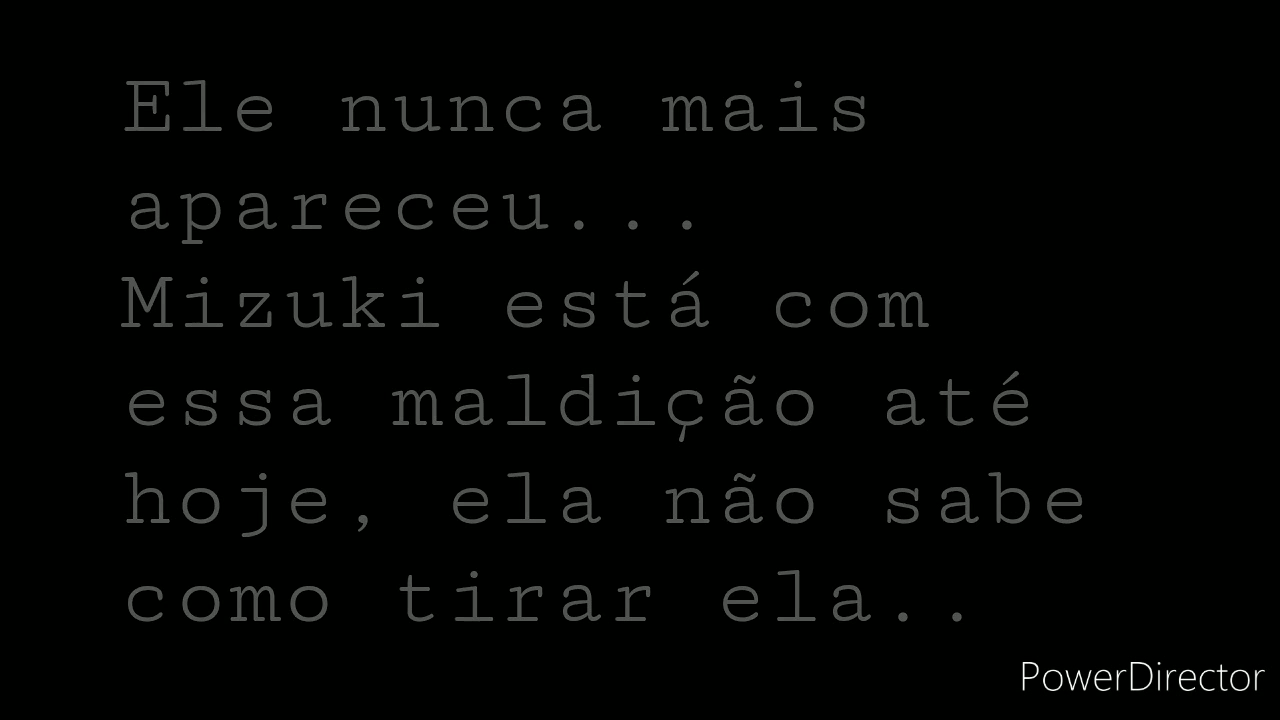 Ele nunca mais
apareceu...
Mizuki está com
essa maldição até
hoje, ela não sabe
como tirar ela..
PowerDirector